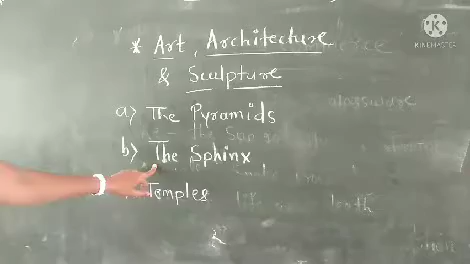 * Art, Architecture
& Sculpture
a) The Pyramids
b) The Sphinx
Temples
KINEMASTER